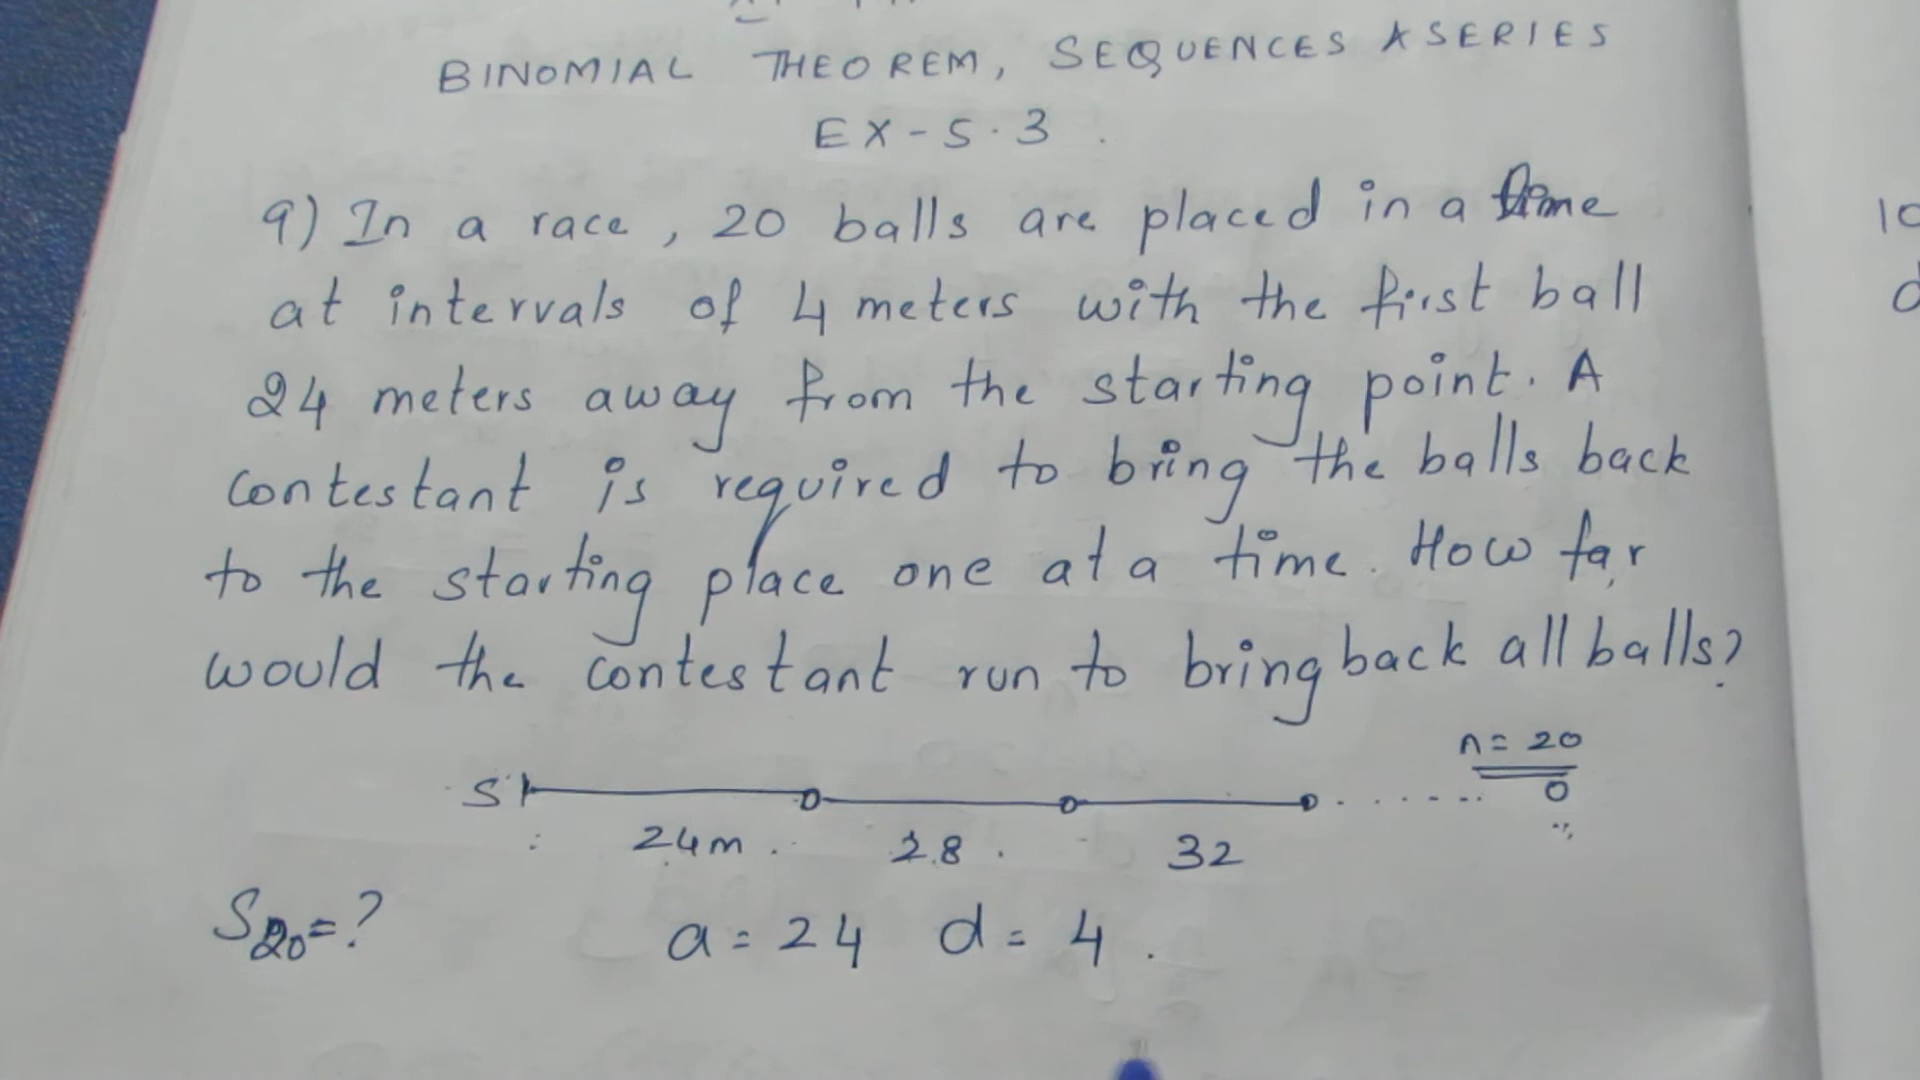 BINOMIAL THEOREM, SEQUENCES & SERIES
EX-5.3
9) In a race, 20 balls are placed in a line
at intervals of 4 meters with the first ball
24 meters away from the starting point. A
contestant is required to bring the balls back
to the starting place one at a time. How far
would the contestant run to bring back all balls?
n = 20
S
24m. 28. 32
S20=? a = 24 d = 4.
10